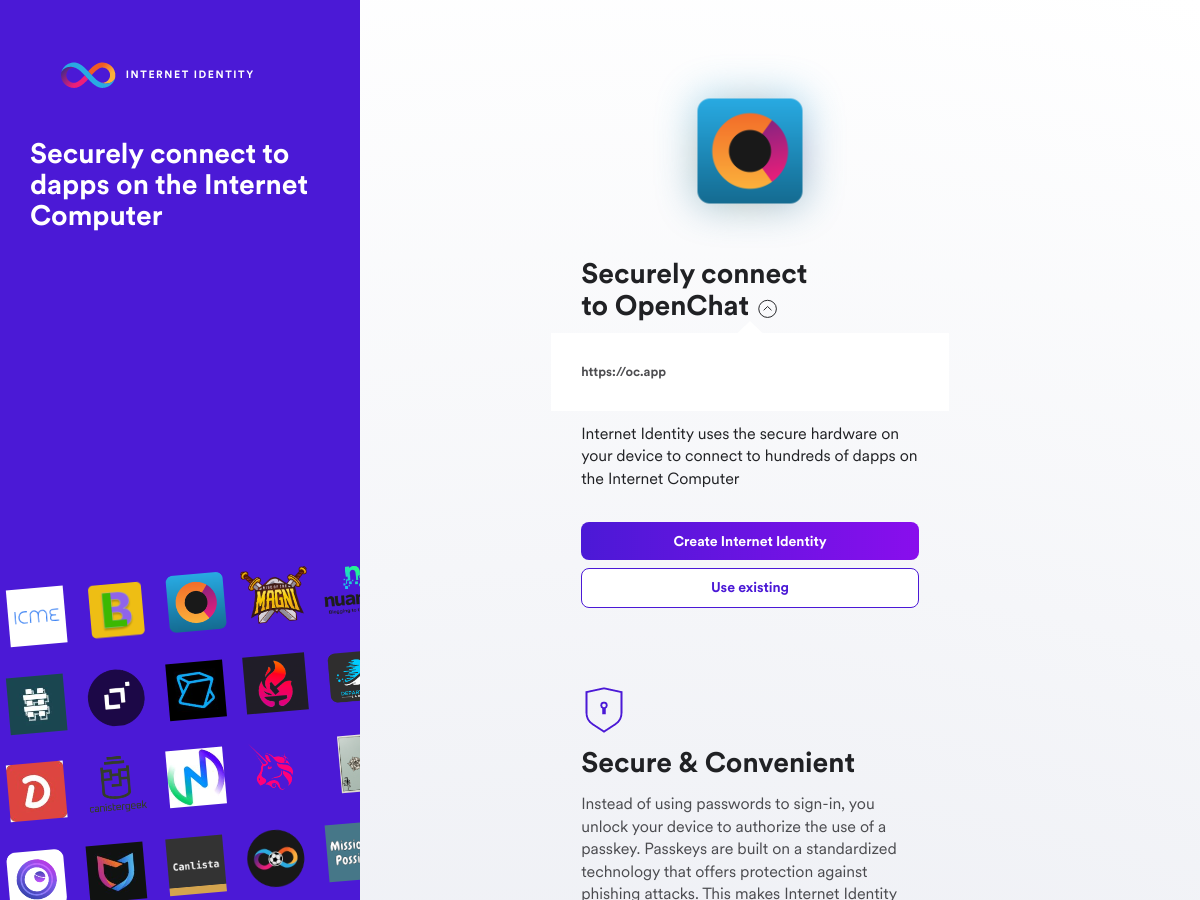 INTERNET IDENTITY
Securely connect to
dapps on the Internet
Computer
Securely connect
to OpenChat
https://oc.app
Internet Identity uses the secure hardware on
your device to connect to hundreds of dapps on
the Internet Computer
Create Internet Identity
Use existing
Secure & Convenient
Instead of using passwords to sign-in, you
unlock your device to authorize the use of a
passkey. Passkeys are built on a standardized
technology that offers protection against
phishing attacks. This makes Internet Identity
ICME
B
MAGNI
D
Canlista